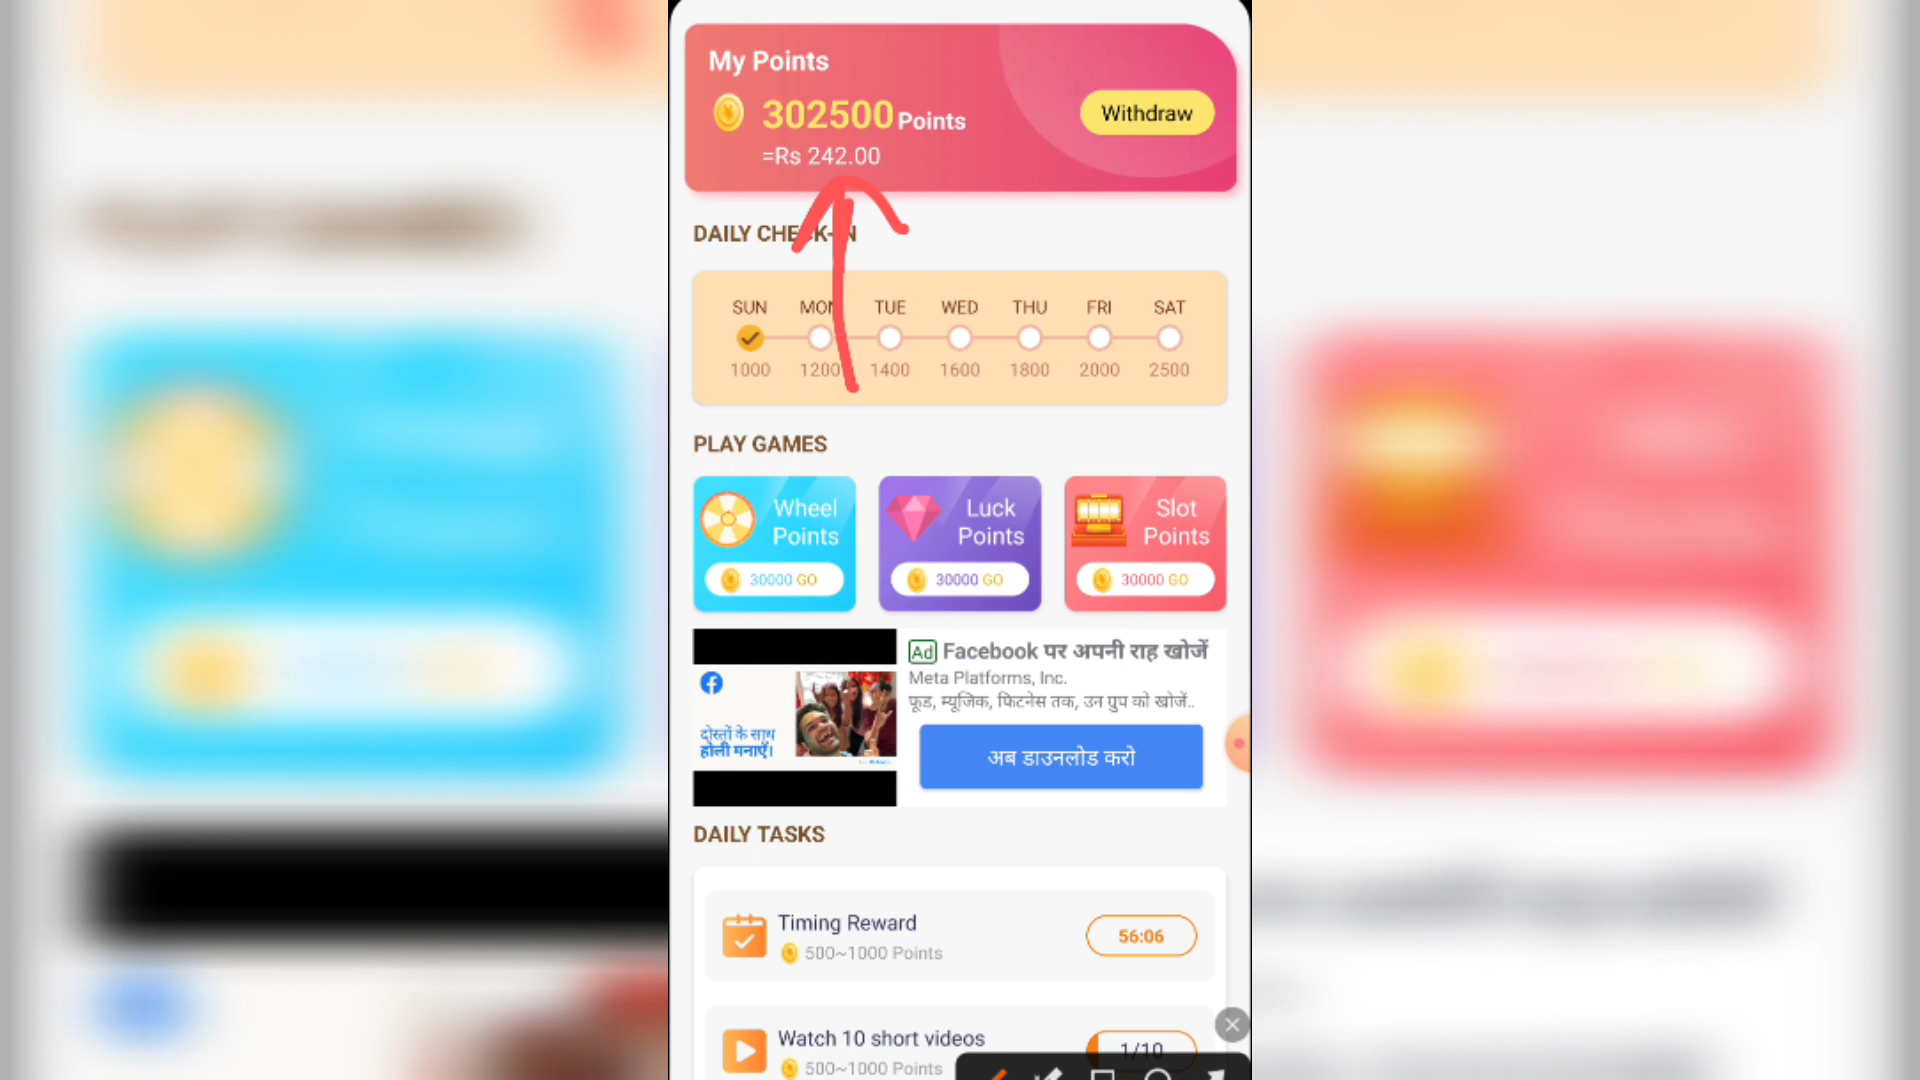 My Points
302500 Points
Withdraw
=Rs 242.00
DAILY CHECK-IN
SUN MON TUE WED THU FRI SAT
1000 1200 1400 1600 1800 2000 2500
PLAY GAMES
Wheel Points
30000 GO
Luck Points
30000 GO
Slot Points
30000 GO
दोस्तों के साथ
होली मनाएँ।
Ad Facebook पर अपनी राह खोजें
Meta Platforms, Inc.
फूड, म्यूजिक, फिटनेस तक, उन ग्रुप को खोजें..
अब डाउनलोड करो
DAILY TASKS
Timing Reward
500~1000 Points
56:06
Watch 10 short videos
500~1000 Points
1/10